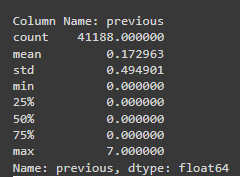 Column Name: previous
count    41188.000000
mean         0.172963
std          0.494901
min          0.000000
25%          0.000000
50%          0.000000
75%          0.000000
max          7.000000
Name: previous, dtype: float64